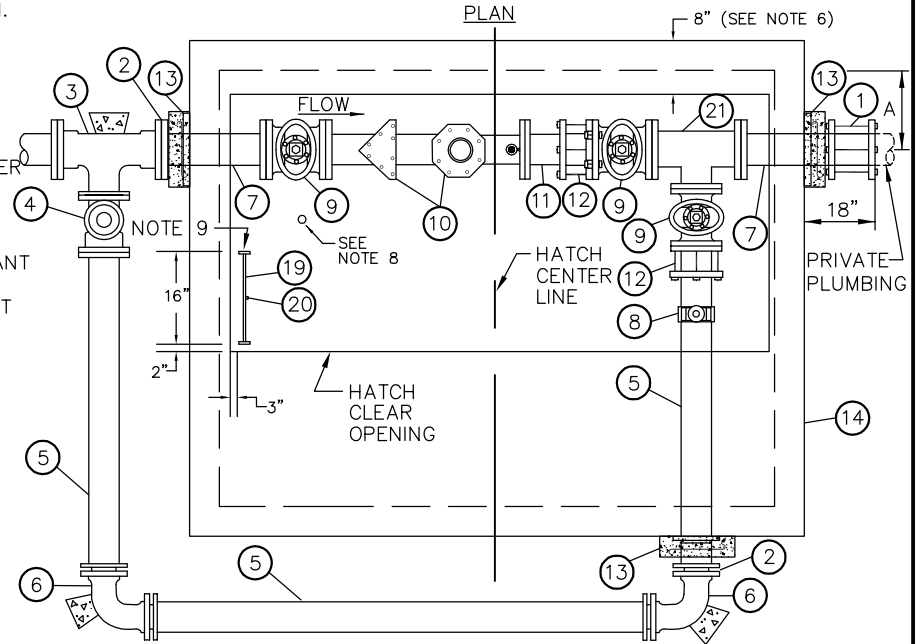 PLAN
8" (SEE NOTE 6)
2
13
3
13
1
A
FLOW
21
ER
4
7
9
10
11
12
9
7
NOTE 9
SEE
NOTE 8
9
18"
ANT
19
HATCH
CENTER
LINE
12
PRIVATE
PLUMBING
T
16"
20
8
2"
3"
HATCH
CLEAR
OPENING
5
14
5
5
13
2
6
6